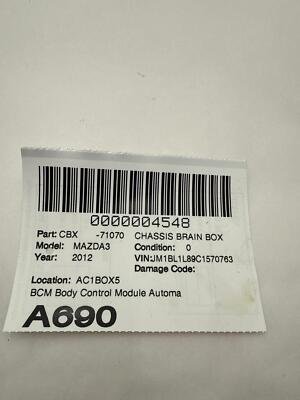 0000004548
Part: CBX -71070 CHASSIS BRAIN BOX
Model: MAZDA3 Condition: 0
Year: 2012 VIN:JM1BL1L89C1570763
Damage Code:
Location: AC1BOX5
BCM Body Control Module Automa
A690